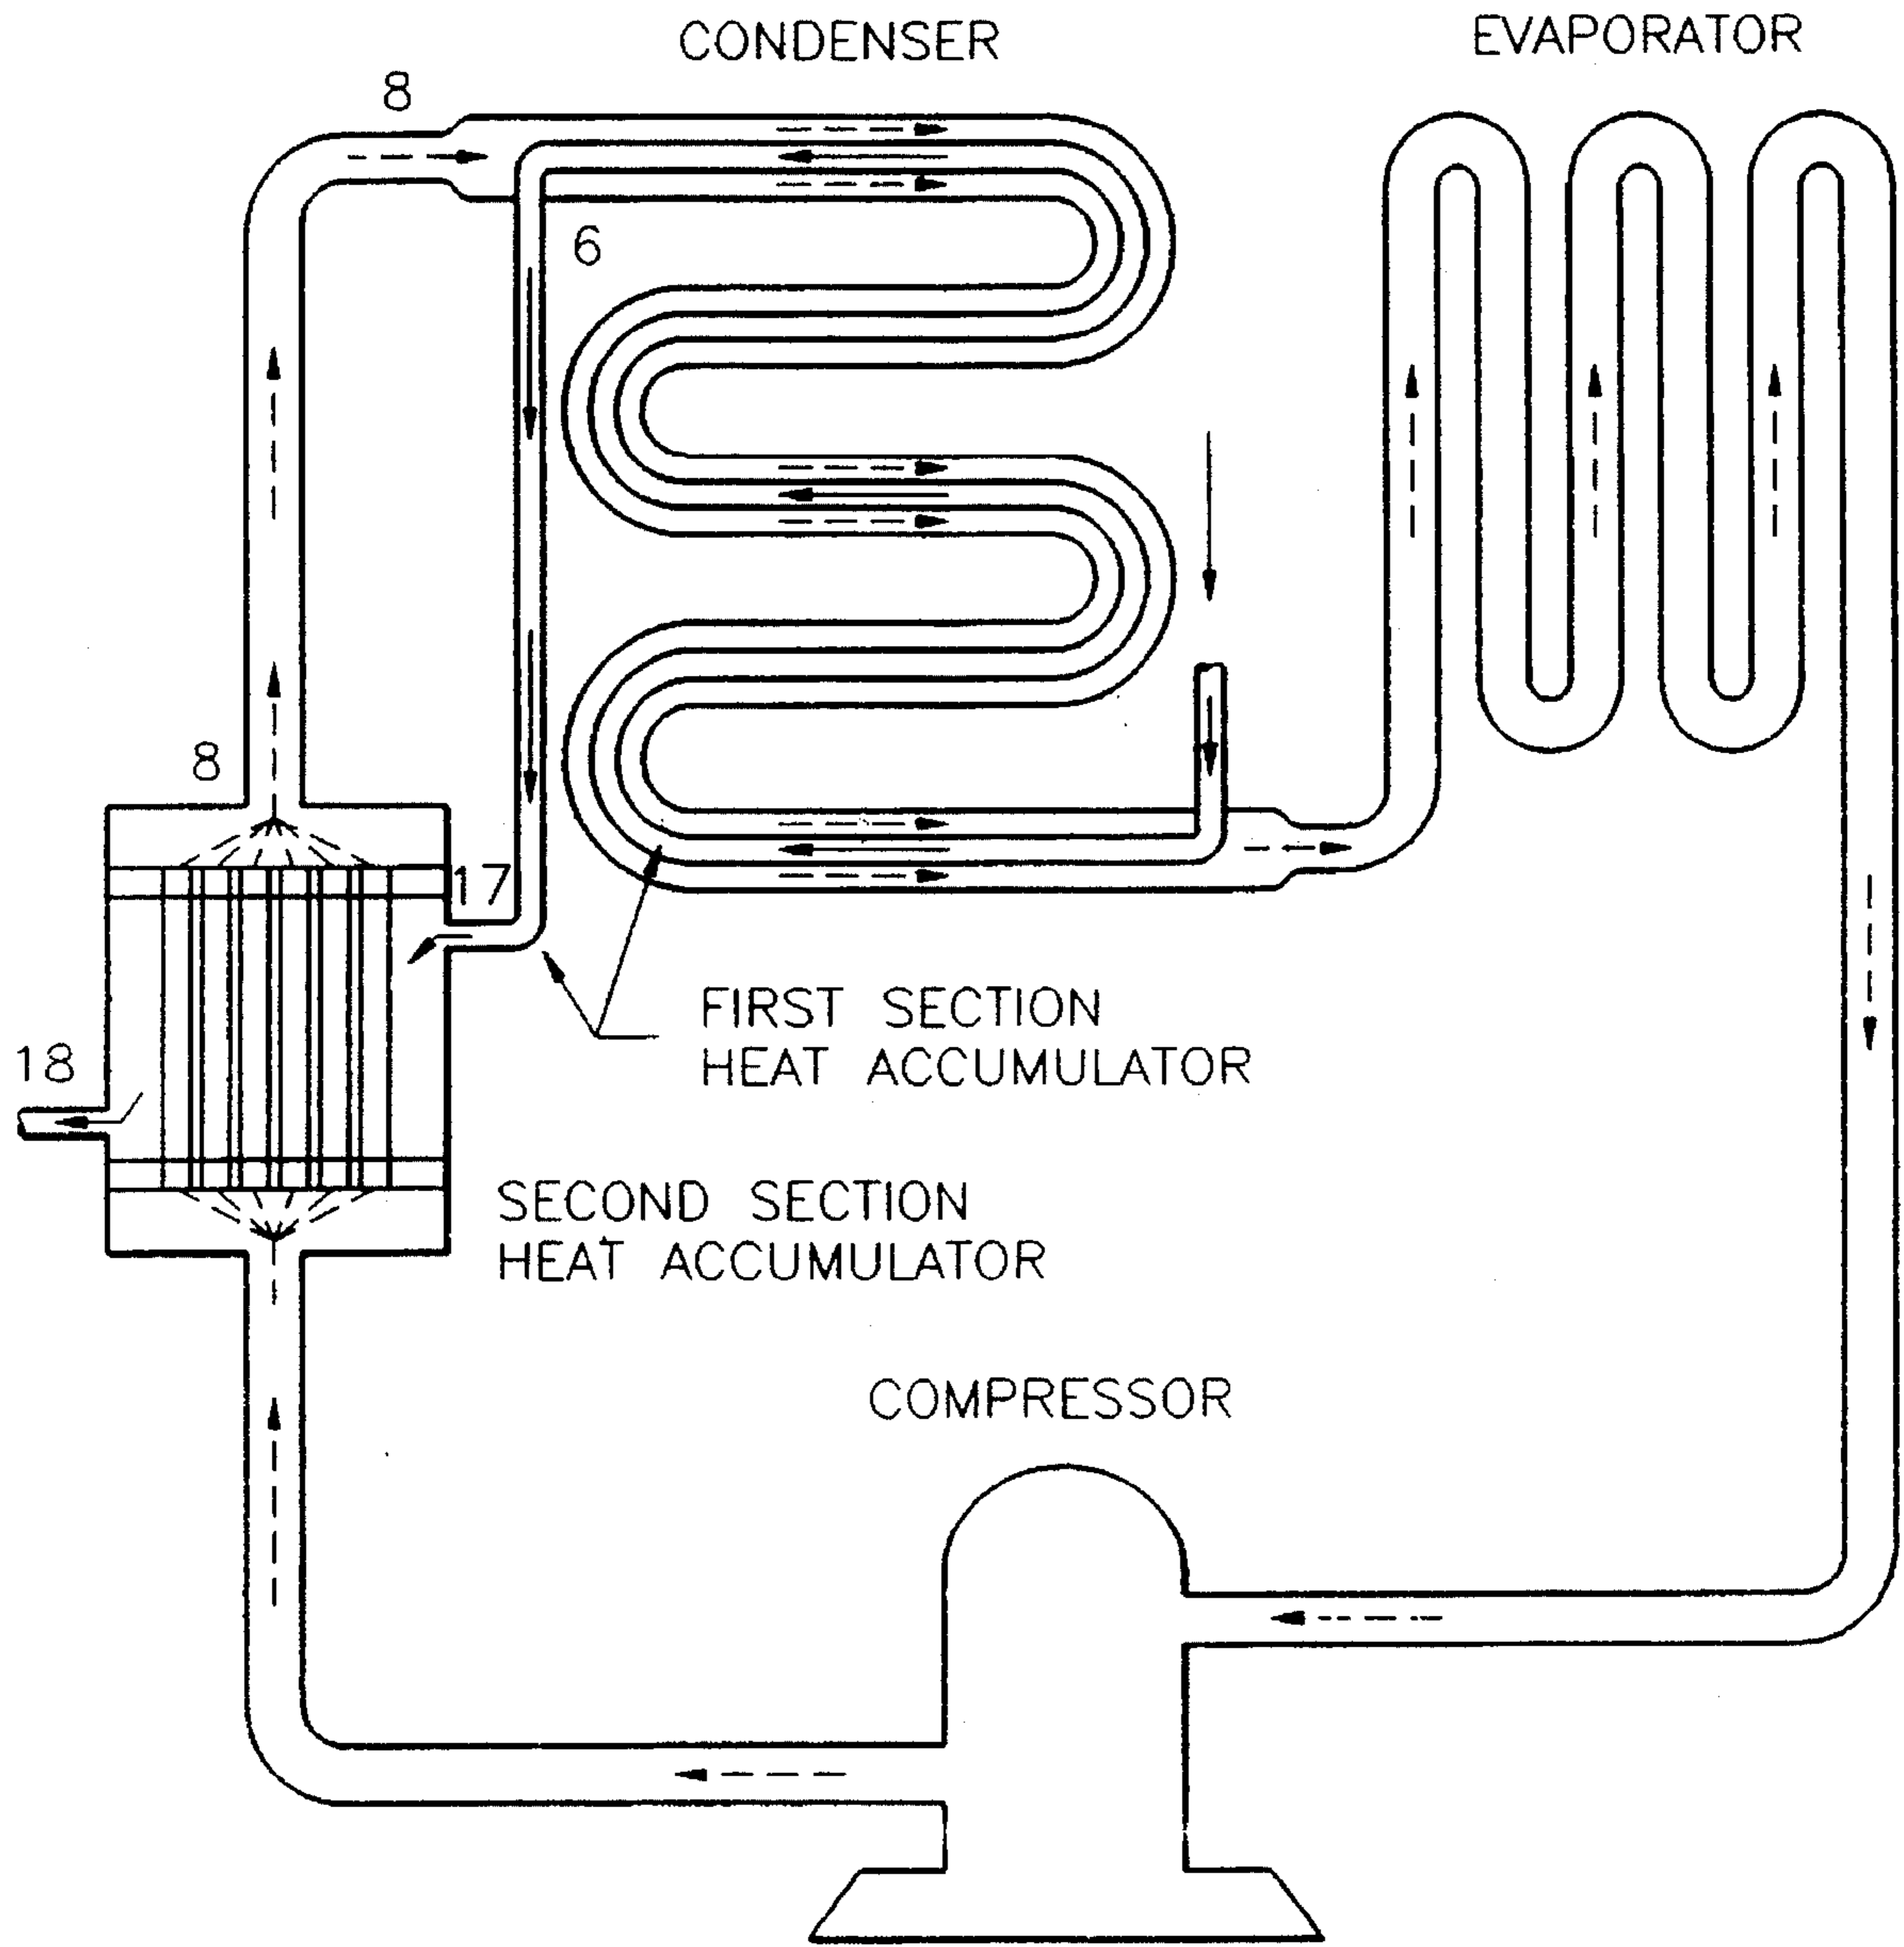 CONDENSER
EVAPORATOR
8
6
8
17
FIRST SECTION
HEAT ACCUMULATOR
18
SECOND SECTION
HEAT ACCUMULATOR
COMPRESSOR